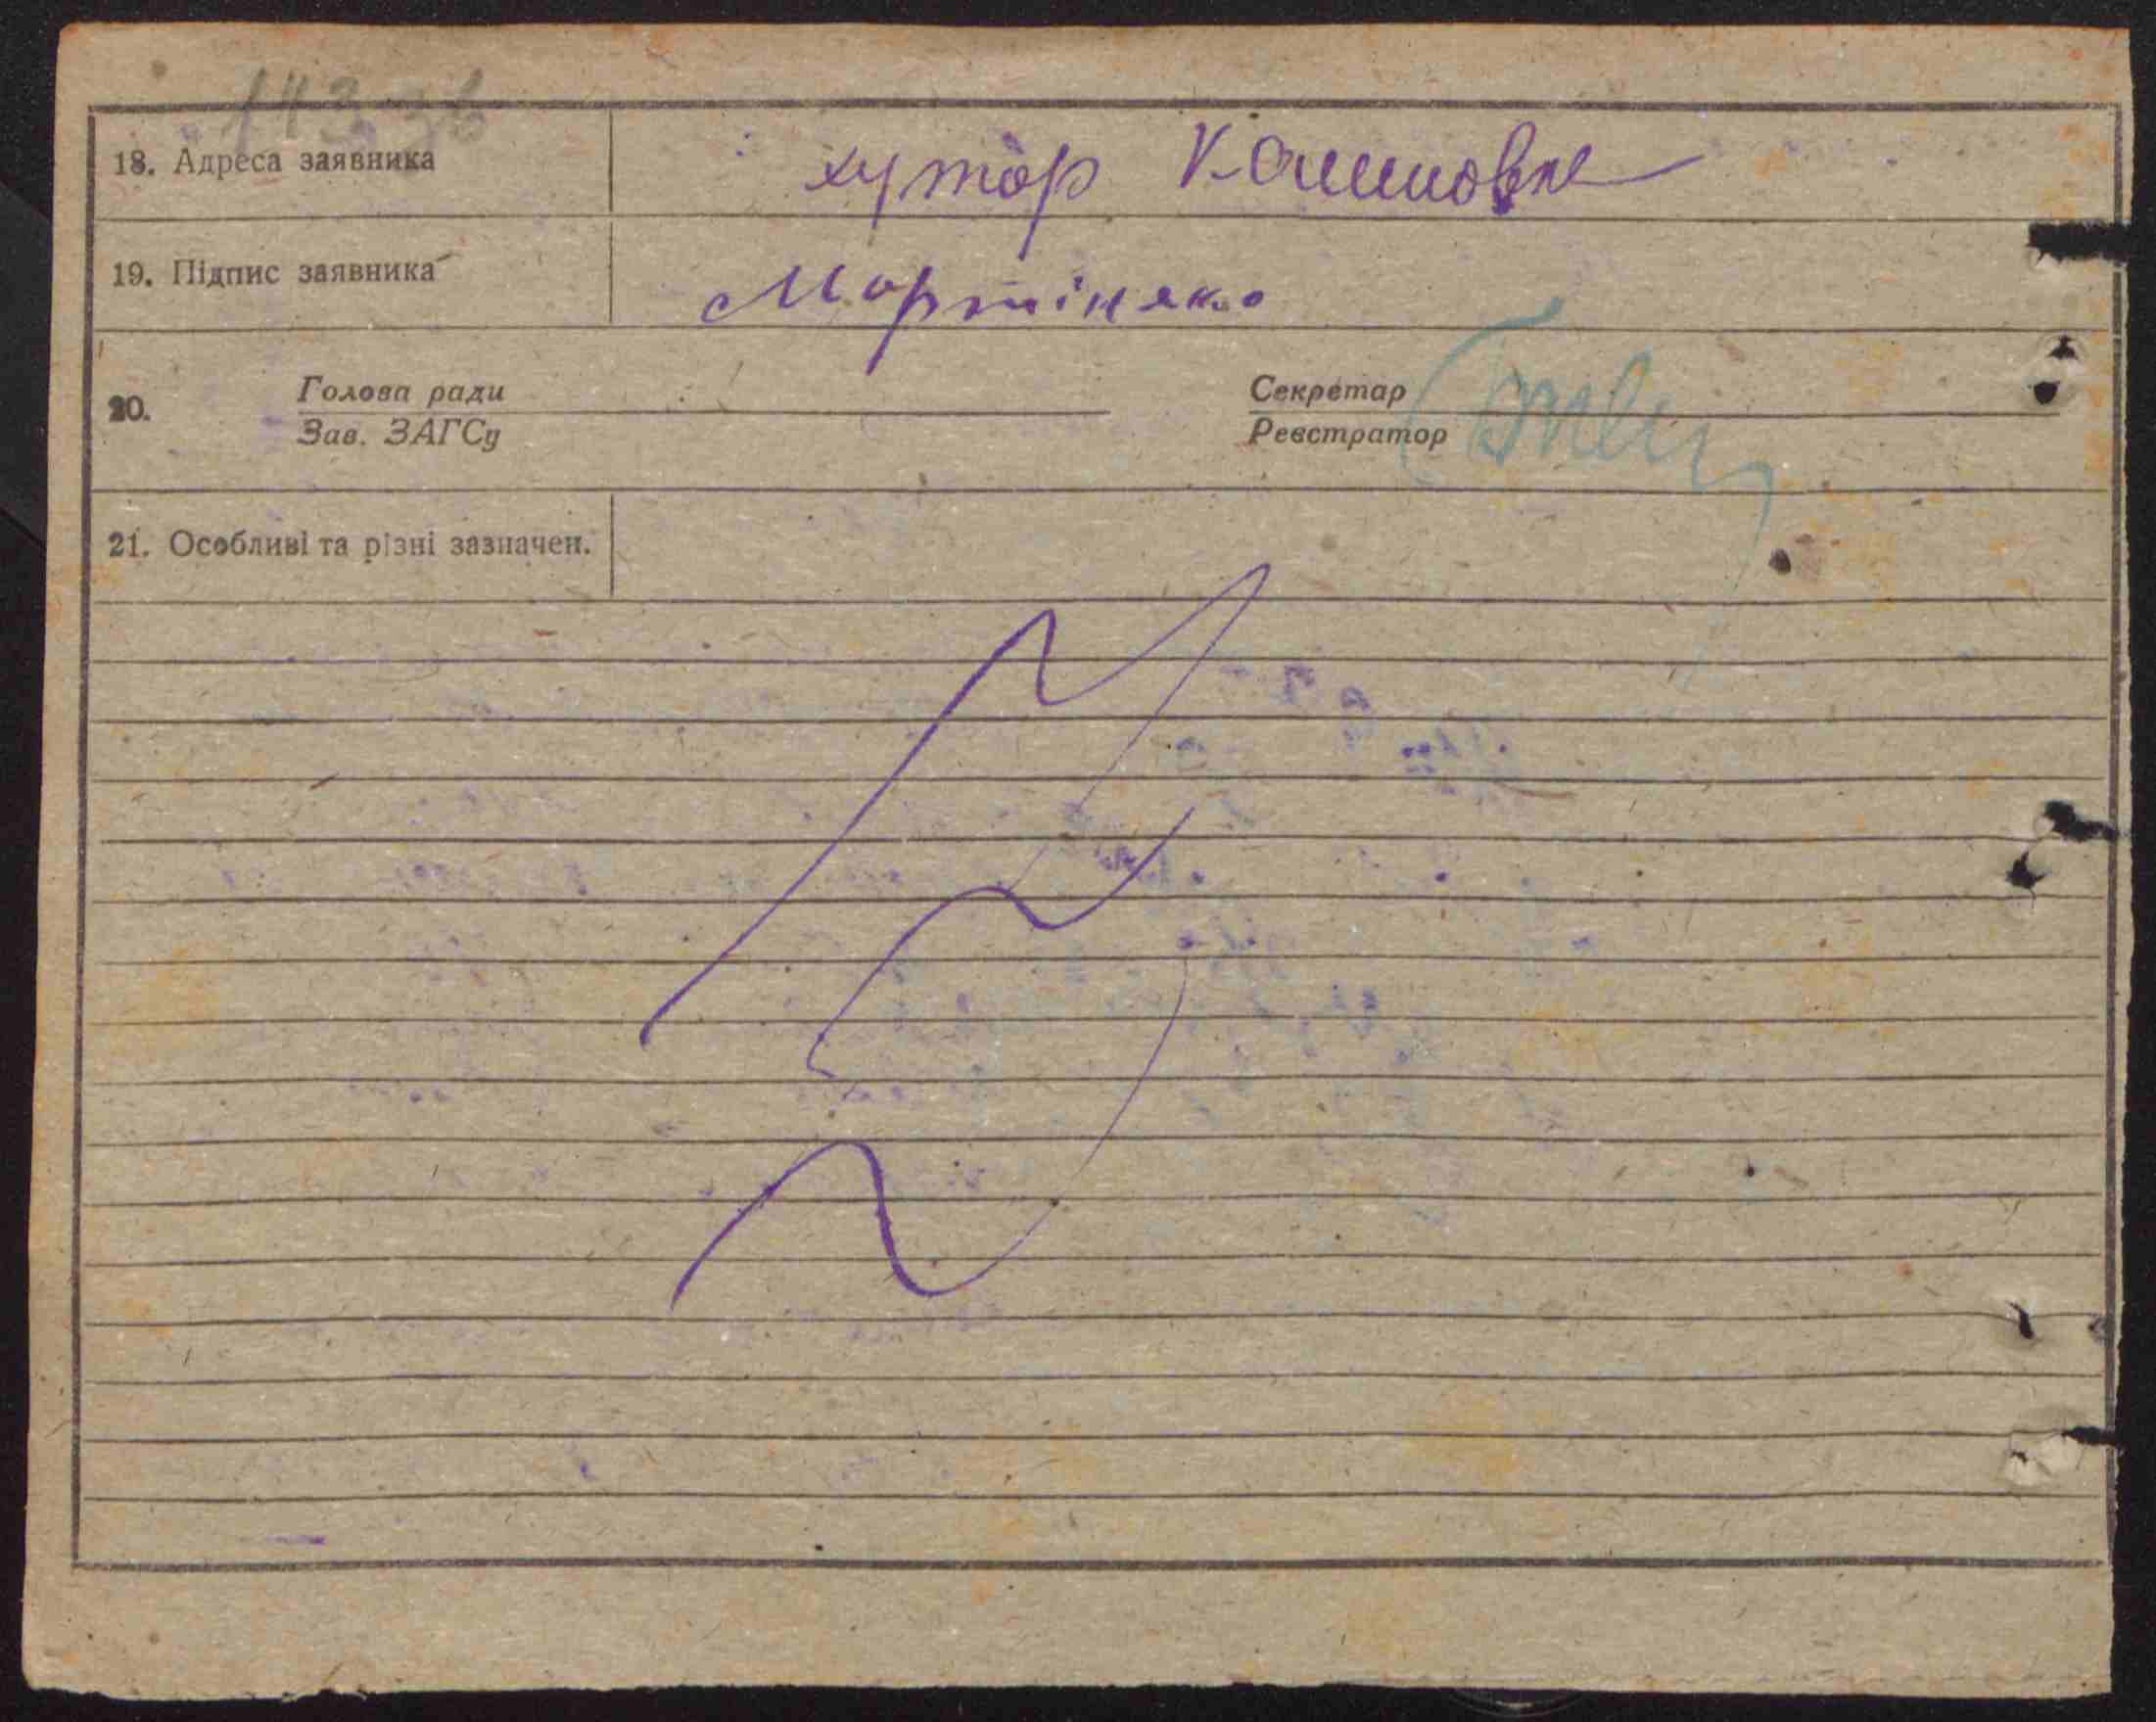 18. Адреса заявника хутор
19. Підпис заявника Мартіняко
20. Голова ради Секретар
Зав. ЗАГСу Реєстратор
21. Особливі та різні зазначен.